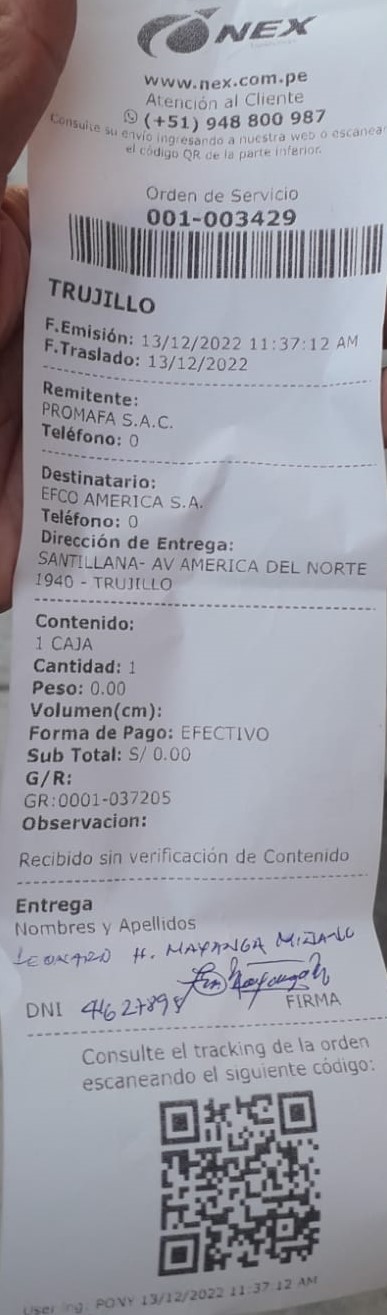 NEX
www.nex.com.pe
Atención al Cliente
(+51) 948 800 987
Consulte su envío ingresando a nuestra web o escanear
el código QR de la parte inferior.
Orden de Servicio
001-003429
TRUJILLO
F.Emisión: 13/12/2022 11:37:12 AM
F.Traslado: 13/12/2022
Remitente:
PROMAFA S.A.C.
Teléfono: 0
Destinatario:
EFCO AMERICA S.A.
Teléfono: 0
Dirección de Entrega:
SANTILLANA- AV AMERICA DEL NORTE
1940 - TRUJILLO
Contenido:
1 CAJA
Cantidad: 1
Peso: 0.00
Volumen(cm):
Forma de Pago: EFECTIVO
Sub Total: S/ 0.00
G/R:
GR:0001-037205
Observacion:
Recibido sin verificación de Contenido
Entrega
Nombres y Apellidos
LEONARDO H. MAYANGA
DNI 41627898 FIRMA
Consulte el tracking de la orden
escaneando el siguiente código:
User ing: PONY 13/12/2022 11:37:12 AM